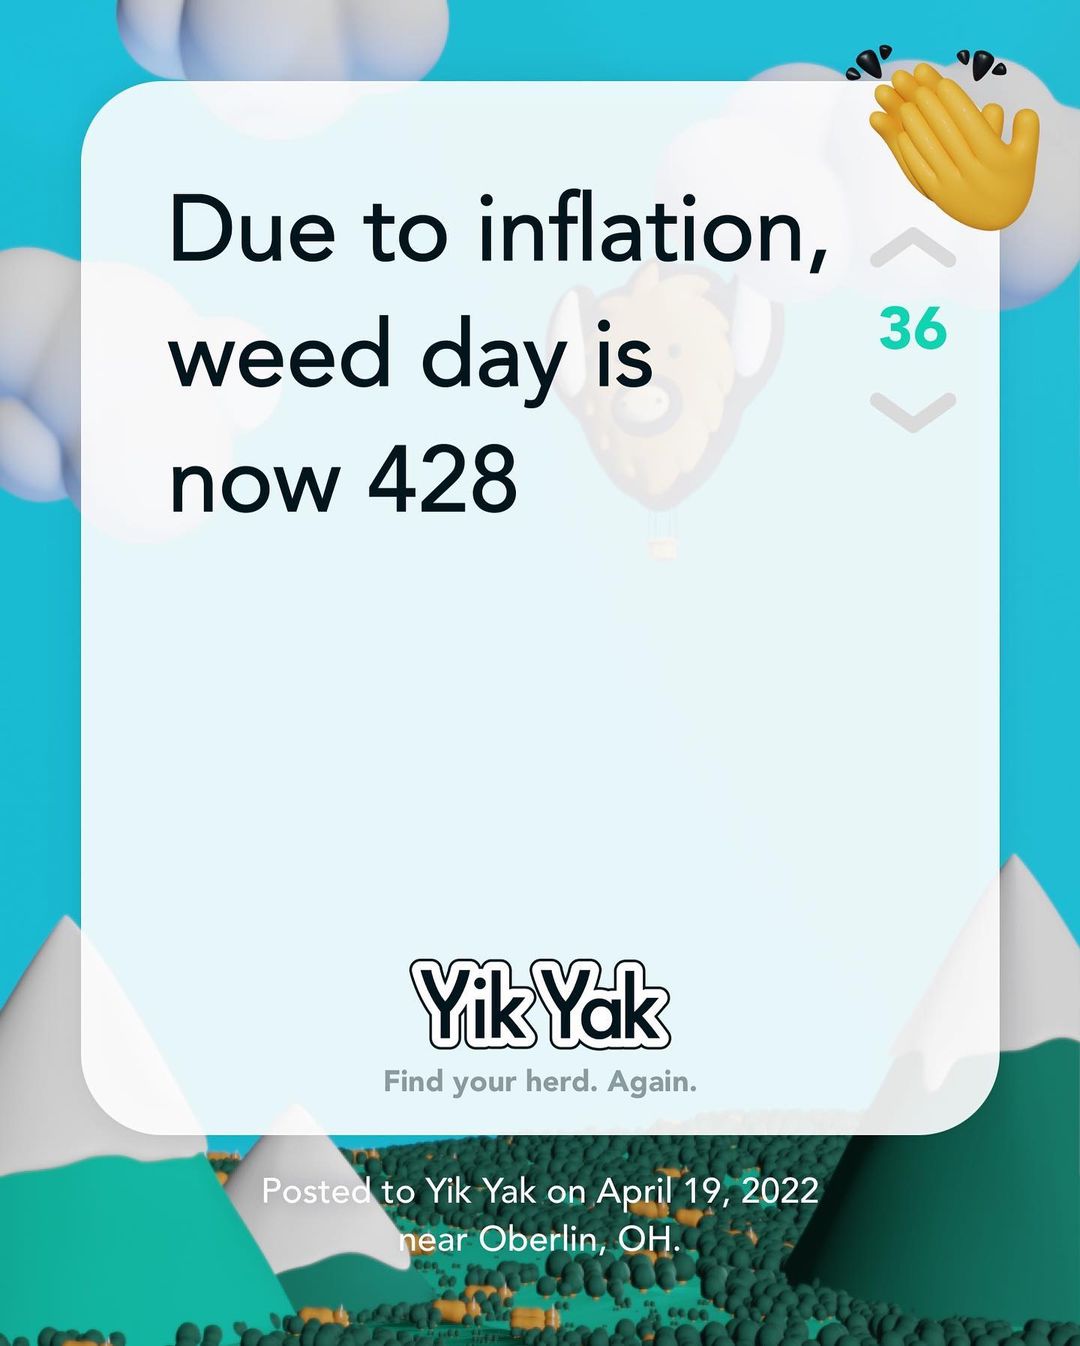 Due to inflation,
weed day is
now 428
36
Yik Yak
Find your herd. Again.
Posted to Yik Yak on April 19, 2022
near Oberlin, OH.